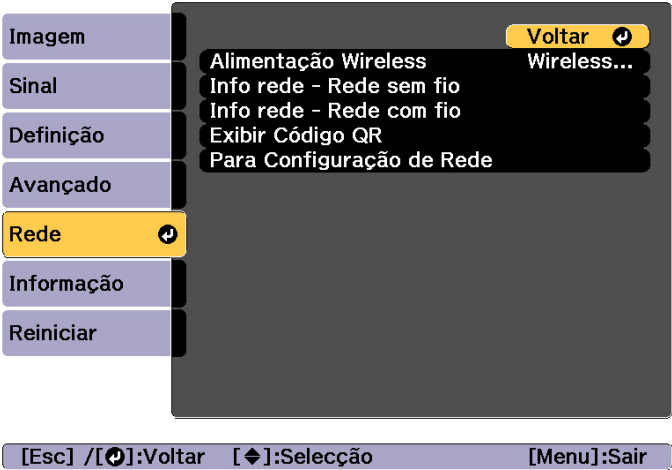 Imagem
Sinal
Definição
Avançado
Rede
Informação
Reiniciar
Voltar
Alimentação Wireless Wireless...
Info rede - Rede sem fio
Info rede - Rede com fio
Exibir Código QR
Para Configuração de Rede
[Esc] /[]:Voltar []:Selecção [Menu]:Sair